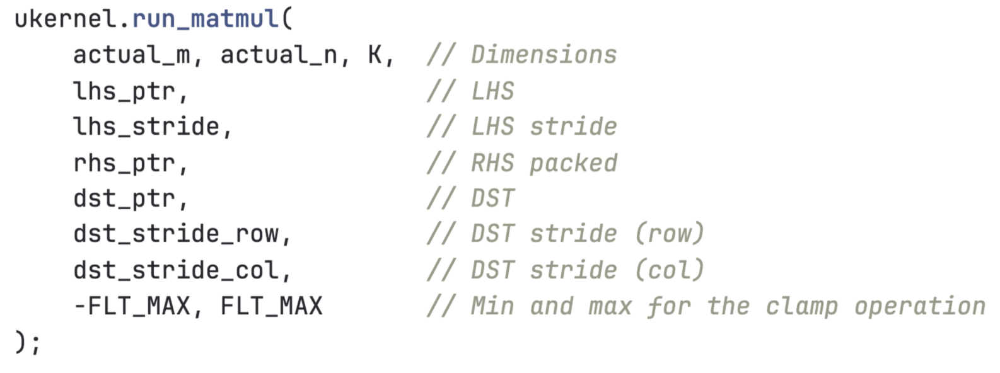 ukernel.run_matmul(
    actual_m, actual_n, K,  // Dimensions
    lhs_ptr,                // LHS
    lhs_stride,             // LHS stride
    rhs_ptr,                // RHS packed
    dst_ptr,                // DST
    dst_stride_row,         // DST stride (row)
    dst_stride_col,         // DST stride (col)
    -FLT_MAX, FLT_MAX       // Min and max for the clamp operation
);